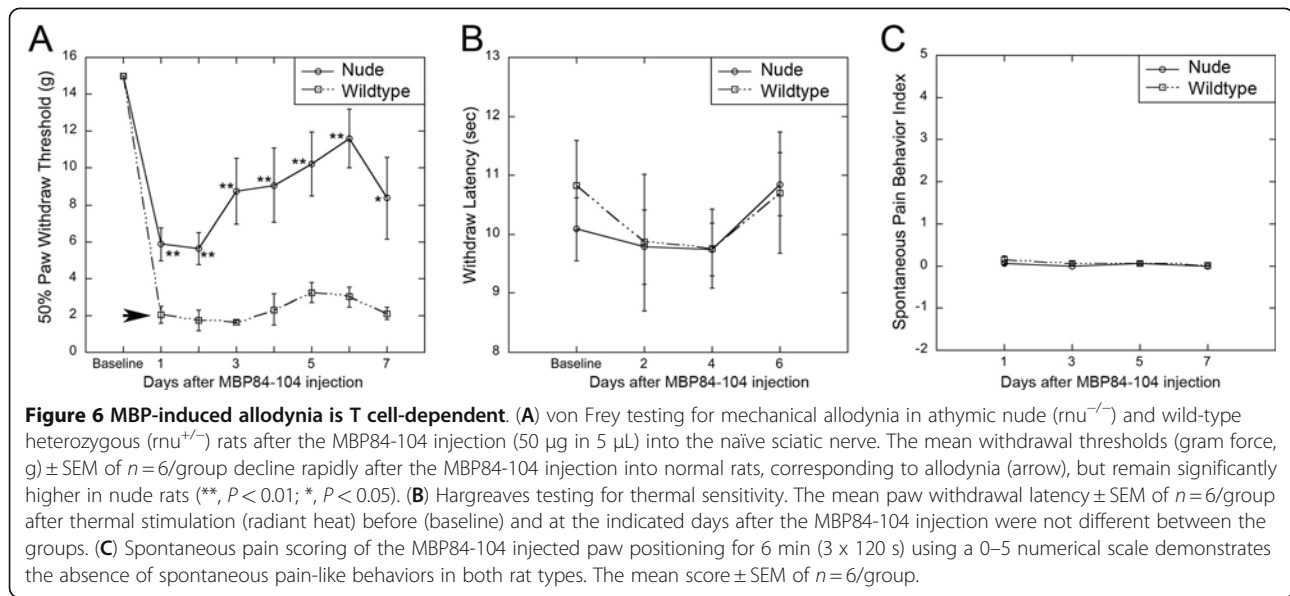 A
B
C
Nude
Wildtype
Nude
Wildtype
Nude
Wildtype
50% Paw Withdraw Threshold (g)
16
14
12
10
8
6
4
2
0
**
**
**
**
**
**
*
Baseline 1 3 5 7
Days after MBP84-104 injection
Withdraw Latency (sec)
13
12
11
10
9
8
Baseline 2 4 6
Days after MBP84-104 injection
Spontaneous Pain Behavior Index
5
4
3
2
1
0
-1
-2
1 3 5 7
Days after MBP84-104 injection
Figure 6 MBP-induced allodynia is T cell-dependent. (A) von Frey testing for mechanical allodynia in athymic nude (rnu−/−) and wild-type
heterozygous (rnu+/−) rats after the MBP84-104 injection (50 μg in 5 μL) into the naïve sciatic nerve. The mean withdrawal thresholds (gram force,
g) ± SEM of n = 6/group decline rapidly after the MBP84-104 injection into normal rats, corresponding to allodynia (arrow), but remain significantly
higher in nude rats (**, P < 0.01; *, P < 0.05). (B) Hargreaves testing for thermal sensitivity. The mean paw withdrawal latency ± SEM of n = 6/group
after thermal stimulation (radiant heat) before (baseline) and at the indicated days after the MBP84-104 injection were not different between the
groups. (C) Spontaneous pain scoring of the MBP84-104 injected paw positioning for 6 min (3 x 120 s) using a 0–5 numerical scale demonstrates
the absence of spontaneous pain-like behaviors in both rat types. The mean score ± SEM of n = 6/group.